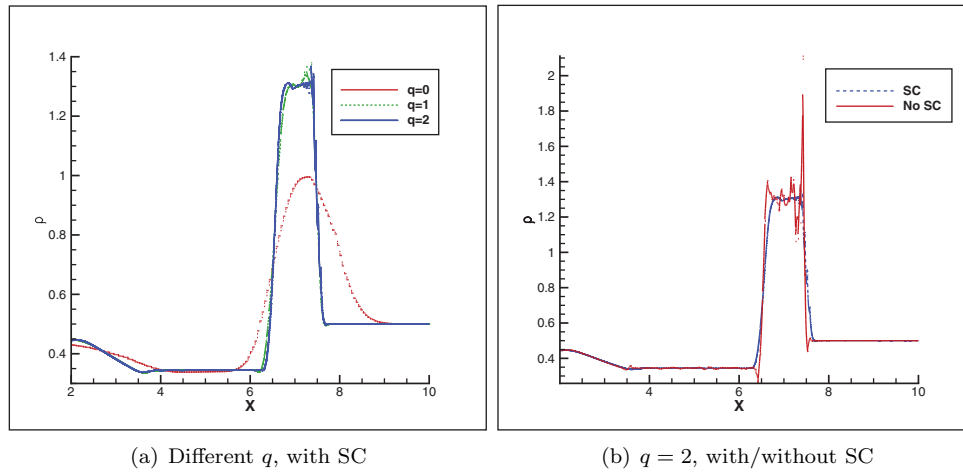 1.4
1.2
1
0.8
0.6
0.4
ρ
2
4
6
8
10
X
q=0
q=1
q=2
(a) Different q, with SC
2
1.8
1.6
1.4
1.2
1
0.8
0.6
0.4
ρ
4
6
8
10
X
SC
No SC
(b) q = 2, with/without SC